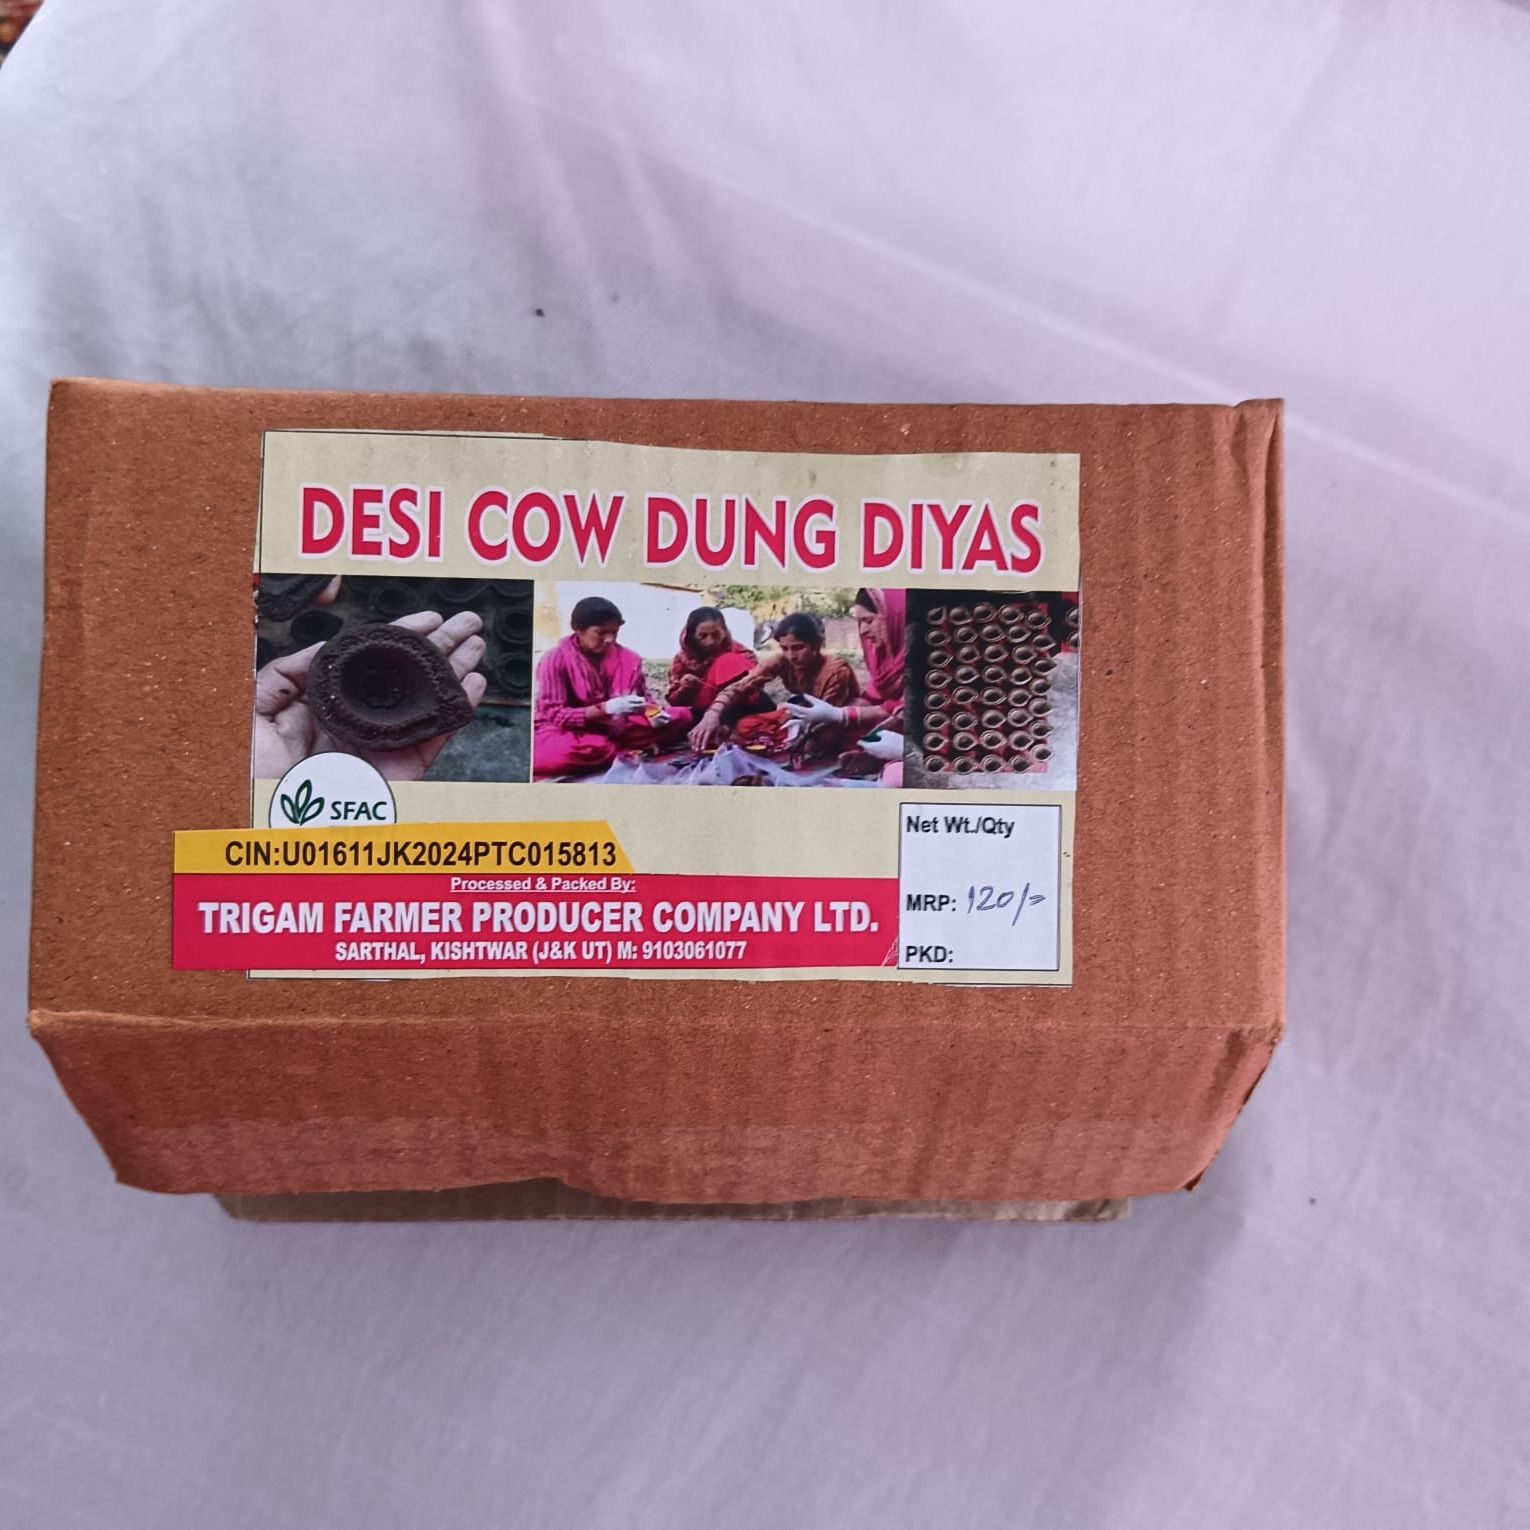 DESI COW DUNG DIYAS
SFAC
CIN:U01611JK2024PTC015813
Processed & Packed By:
TRIGAM FARMER PRODUCER COMPANY LTD.
SARTHAL, KISHTWAR (J&K UT) M: 9103061077
Net Wt./Qty
MRP: 120/=
PKD: